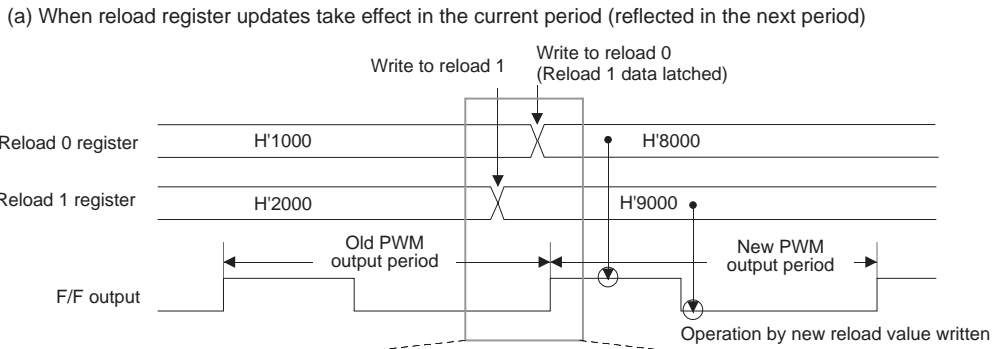 (a) When reload register updates take effect in the current period (reflected in the next period)
Write to reload 1
Write to reload 0
(Reload 1 data latched)
Reload 0 register
H'1000
H'8000
Reload 1 register
H'2000
H'9000
Old PWM
output period
New PWM
output period
F/F output
Operation by new reload value written